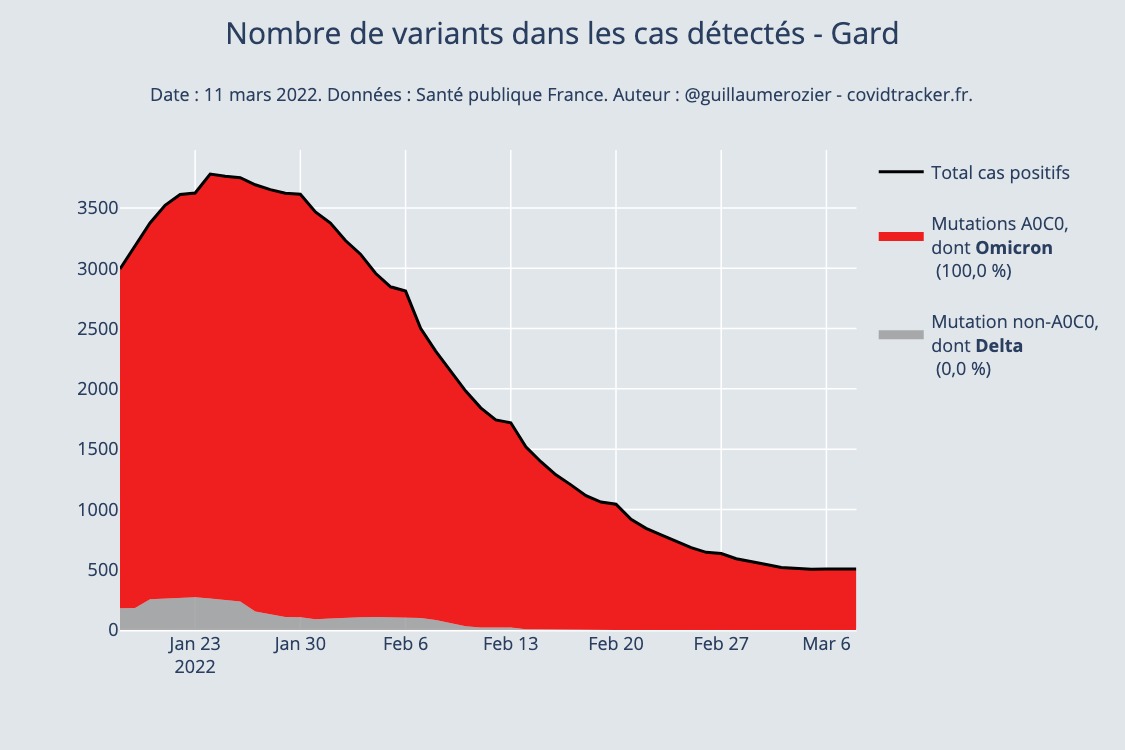 Nombre de variants dans les cas détectés - Gard
Date : 11 mars 2022. Données : Santé publique France. Auteur : @guillaumerozier - covidtracker.fr.
Total cas positifs
Mutations A0C0,
dont Omicron
(100,0 %)
Mutation non-A0C0,
dont Delta
(0,0 %)
3500
3000
2500
2000
1500
1000
500
0
Jan 23
2022
Jan 30
Feb 6
Feb 13
Feb 20
Feb 27
Mar 6